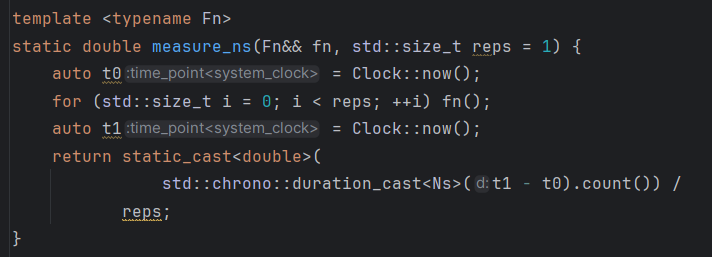 template <typename Fn>
static double measure_ns(Fn&& fn, std::size_t reps = 1) {
    auto t0 :time_point<system_clock> = Clock::now();
    for (std::size_t i = 0; i < reps; ++i) fn();
    auto t1 :time_point<system_clock> = Clock::now();
    return static_cast<double>(
               std::chrono::duration_cast<Ns>( d: t1 - t0).count()) /
           reps;
}